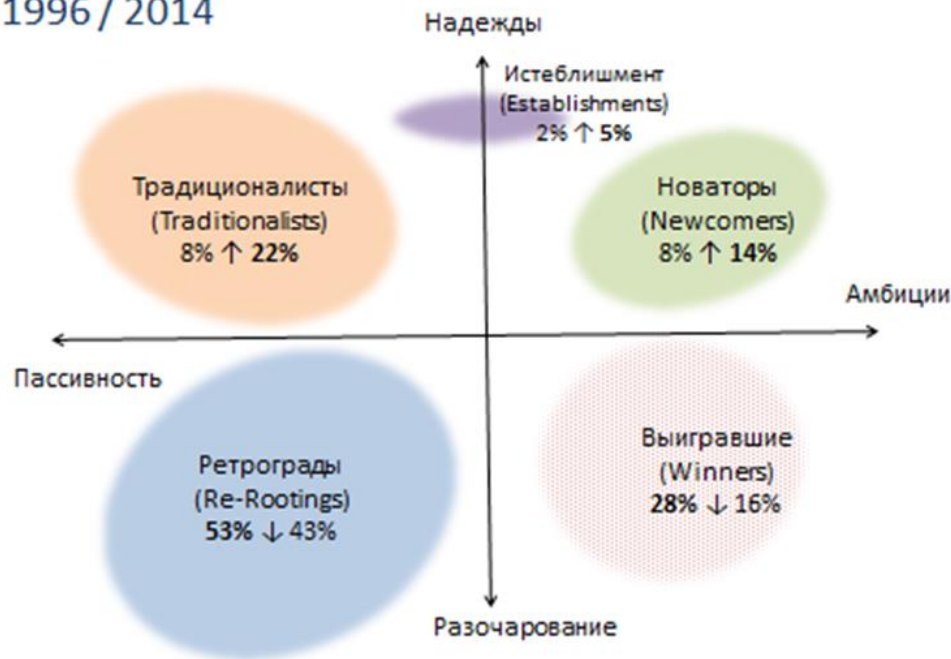 1996 / 2014
Надежды
Истеблишмент
(Establishments)
2% ↑ 5%
Традиционалисты
(Traditionalists)
8% ↑ 22%
Новаторы
(Newcomers)
8% ↑ 14%
Амбиции
Пассивность
Ретрограды
(Re-Rootings)
53% ↓ 43%
Выигравшие
(Winners)
28% ↓ 16%
Разочарование